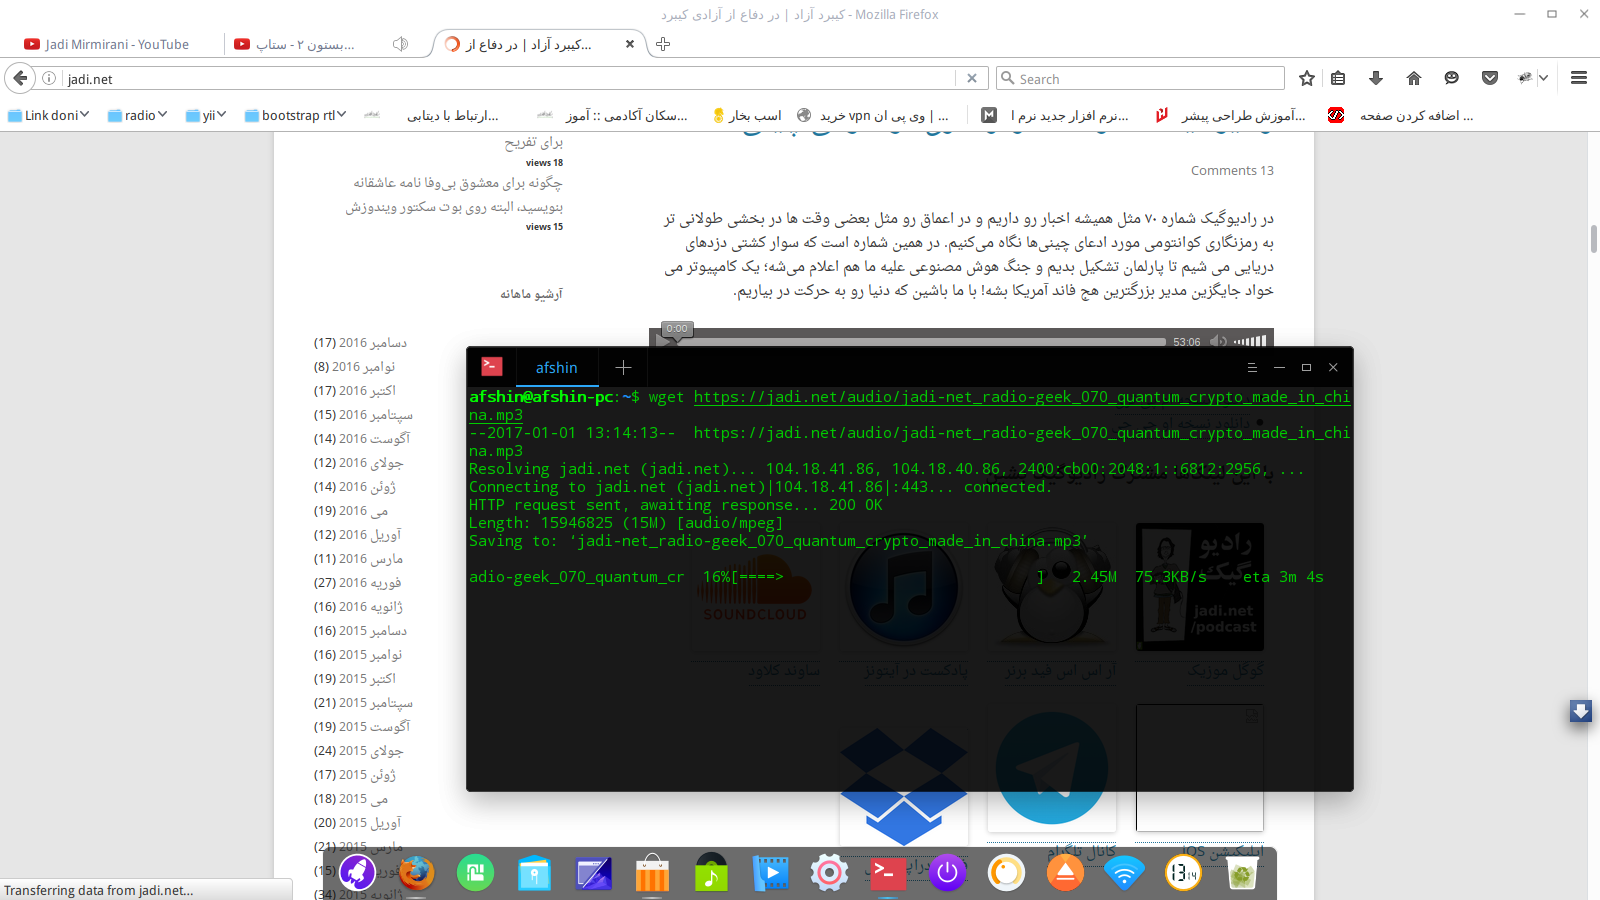 کیبرد آزاد | در دفاع از آزادی کیبرد - Mozilla Firefox
Jadi Mirmirani - YouTube
بستون ۲ - ستاپ...
کیبرد آزاد | در دفاع از...
jadi.net
Search
Link doni
radio
yii
bootstrap rtl
ارتباط با دیتابی...
سکان آکادمی :: آموز...
اسب بخار
خرید vpn وی پی ان | ...
نرم افزار جدید نرم ا...
آموزش طراحی پیشر...
اضافه کردن صفحه ...
برای تفریح
views 18
چگونه برای معشوق بی‌وفا نامه عاشقانه
بنویسید، البته روی بوت سکتور ویندوزش
views 15
آرشیو ماهانه
دسامبر 2016 (17)
نوامبر 2016 (8)
اکتبر 2016 (17)
سپتامبر 2016 (15)
آگوست 2016 (14)
جولای 2016 (12)
ژوئن 2016 (14)
می 2016 (19)
آوریل 2016 (12)
مارس 2016 (11)
فوریه 2016 (27)
ژانویه 2016 (16)
دسامبر 2015 (16)
نوامبر 2015 (16)
اکتبر 2015 (19)
سپتامبر 2015 (21)
آگوست 2015 (19)
جولای 2015 (24)
ژوئن 2015 (17)
می 2015 (18)
آوریل 2015 (20)
مارس 2015 (21)
Comments 13
در رادیوگیک شماره ۷۰ مثل همیشه اخبار رو داریم و در اعماق رو مثل بعضی وقت ها در بخشی طولانی تر
به رمزنگاری کوانتومی مورد ادعای چینی‌ها نگاه می‌کنیم. در همین شماره است که سوار کشتی دزدهای
دریایی می شیم تا پارلمان تشکیل بدیم و جنگ هوش مصنوعی علیه ما هم اعلام می‌شه؛ یک کامپیوتر می
خواد جایگزین مدیر بزرگترین هج فاند آمریکا بشه! با ما باشین که دنیا رو به حرکت در بیاریم.
0:00
53:06
afshin
afshin@afshin-pc:~$ wget https://jadi.net/audio/jadi-net_radio-geek_070_quantum_crypto_made_in_chi
na.mp3
--2017-01-01 13:14:13--  https://jadi.net/audio/jadi-net_radio-geek_070_quantum_crypto_made_in_chi
na.mp3
Resolving jadi.net (jadi.net)... 104.18.41.86, 104.18.40.86, 2400:cb00:2048:1::6812:2956, ...
Connecting to jadi.net (jadi.net)|104.18.41.86|:443... connected.
HTTP request sent, awaiting response... 200 OK
Length: 15946825 (15M) [audio/mpeg]
Saving to: ‘jadi-net_radio-geek_070_quantum_crypto_made_in_china.mp3’
adio-geek_070_quantum_cr  16%[====>                            ]   2.45M  75.3KB/s   eta 3m 4s
رادیو
گیک
jadi.net
/podcast
SOUNDCLOUD
گوگل موزیک
آر اس اس فید برنر
پادکست در آیتونز
ساوند کلاود
اپلیکیشن iOS
کانال تلگرام
Transferring data from jadi.net...
13 14